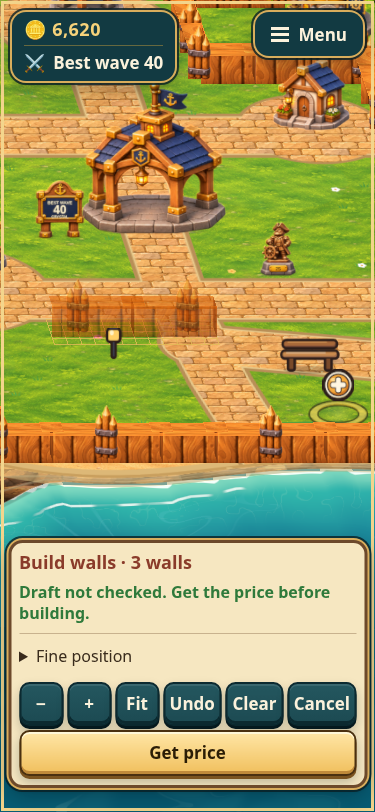 6,620
Menu
Best wave 40
BEST WAVE
40
Build walls · 3 walls
Draft not checked. Get the price before
building.
Fine position
− + Fit Undo Clear Cancel
Get price